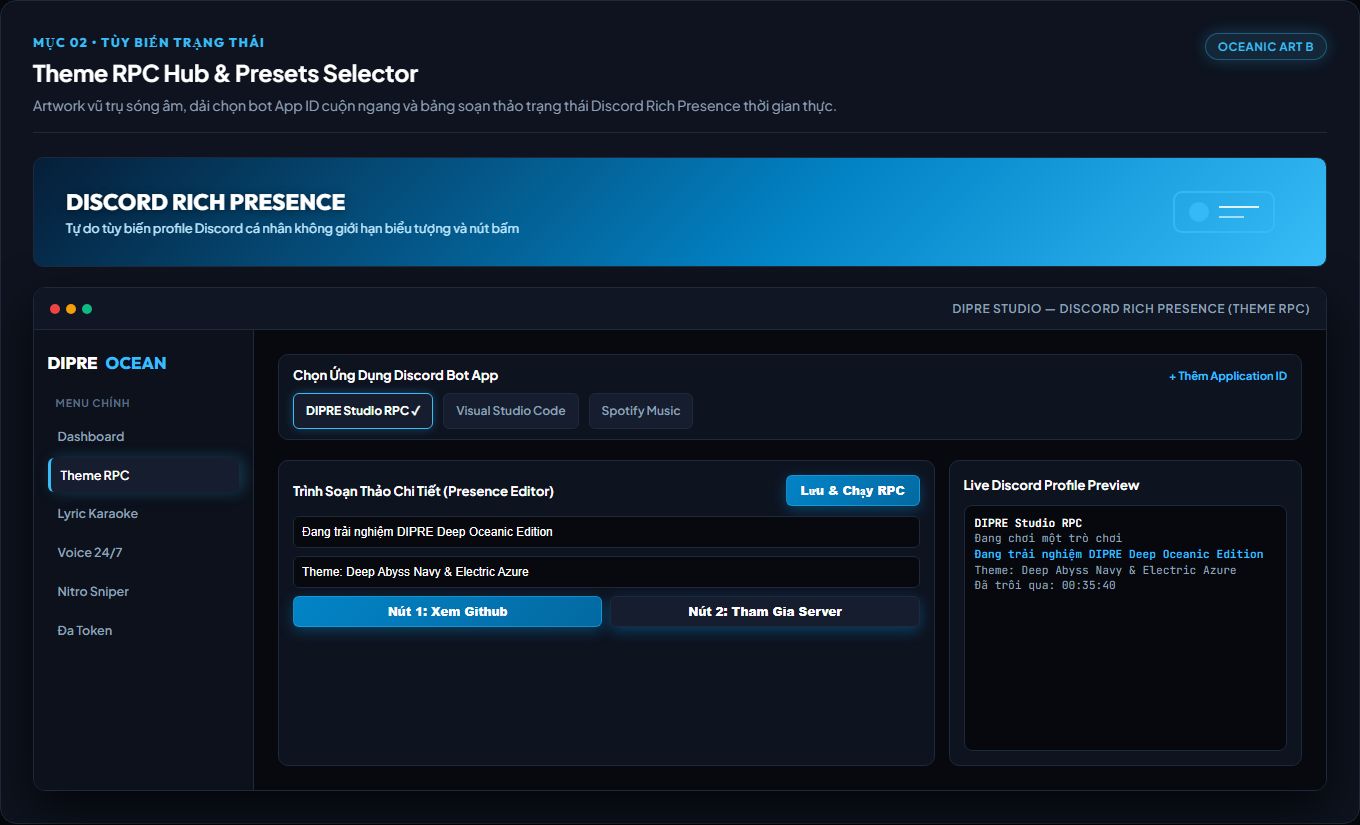 MỤC 02 • TÙY BIẾN TRẠNG THÁI
OCEANIC ART B
Theme RPC Hub & Presets Selector
Artwork vũ trụ sóng âm, dải chọn bot App ID cuộn ngang và bảng soạn thảo trạng thái Discord Rich Presence thời gian thực.
DISCORD RICH PRESENCE
Tự do tùy biến profile Discord cá nhân không giới hạn biểu tượng và nút bấm
DIPRE STUDIO — DISCORD RICH PRESENCE (THEME RPC)
DIPRE OCEAN
MENU CHÍNH
Dashboard
Theme RPC
Lyric Karaoke
Voice 24/7
Nitro Sniper
Đa Token
Chọn Ứng Dụng Discord Bot App
+ Thêm Application ID
DIPRE Studio RPC ✓
Visual Studio Code
Spotify Music
Trình Soạn Thảo Chi Tiết (Presence Editor)
Lưu & Chạy RPC
Đang trải nghiệm DIPRE Deep Oceanic Edition
Theme: Deep Abyss Navy & Electric Azure
Nút 1: Xem Github
Nút 2: Tham Gia Server
Live Discord Profile Preview
DIPRE Studio RPC
Đang chơi một trò chơi
Đang trải nghiệm DIPRE Deep Oceanic Edition
Theme: Deep Abyss Navy & Electric Azure
Đã trôi qua: 00:35:40